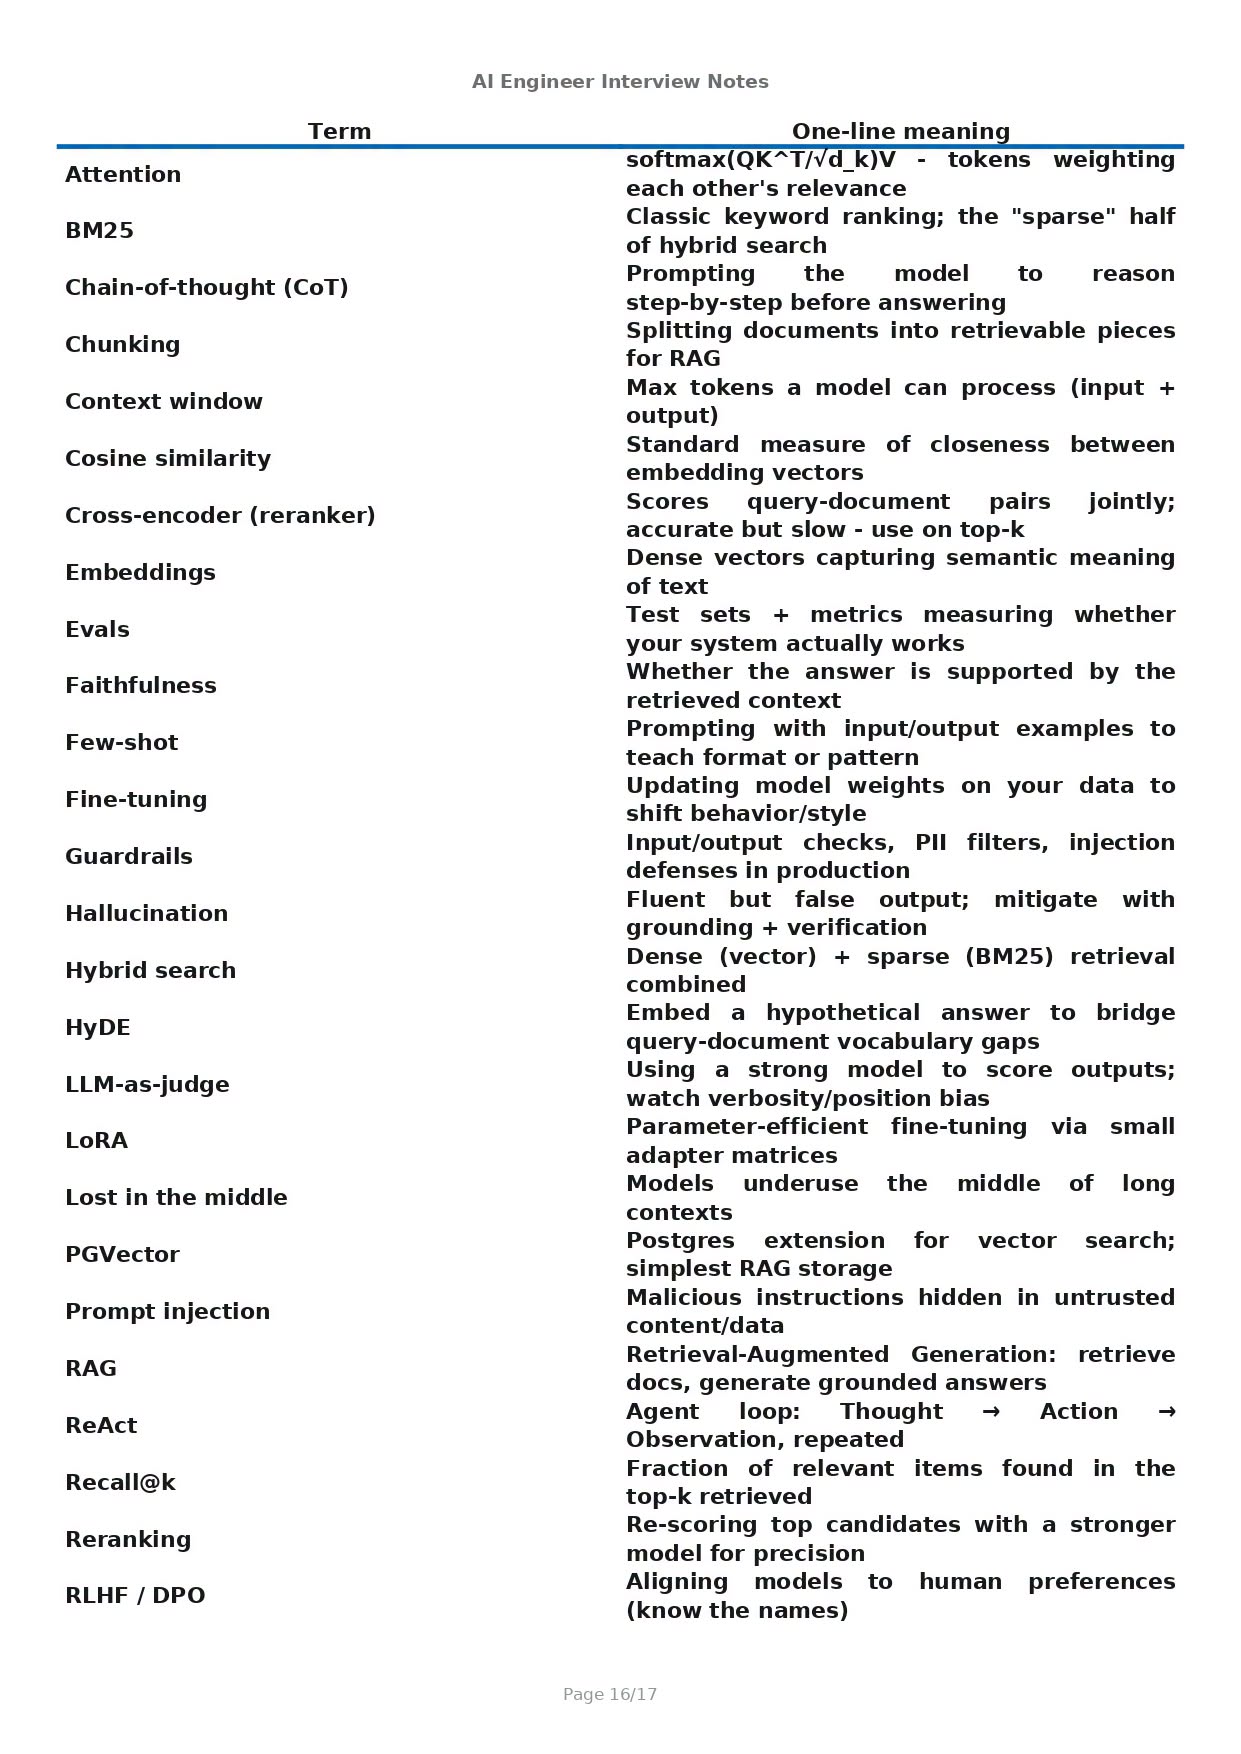 AI Engineer Interview Notes
Term One-line meaning
Attention softmax(QK^T/√d_k)V - tokens weighting
each other's relevance
BM25 Classic keyword ranking; the "sparse" half
of hybrid search
Chain-of-thought (CoT) Prompting the model to reason
step-by-step before answering
Chunking Splitting documents into retrievable pieces
for RAG
Context window Max tokens a model can process (input +
output)
Cosine similarity Standard measure of closeness between
embedding vectors
Cross-encoder (reranker) Scores query-document pairs jointly;
accurate but slow - use on top-k
Embeddings Dense vectors capturing semantic meaning
of text
Evals Test sets + metrics measuring whether
your system actually works
Faithfulness Whether the answer is supported by the
retrieved context
Few-shot Prompting with input/output examples to
teach format or pattern
Fine-tuning Updating model weights on your data to
shift behavior/style
Guardrails Input/output checks, PII filters, injection
defenses in production
Hallucination Fluent but false output; mitigate with
grounding + verification
Hybrid search Dense (vector) + sparse (BM25) retrieval
combined
HyDE Embed a hypothetical answer to bridge
query-document vocabulary gaps
LLM-as-judge Using a strong model to score outputs;
watch verbosity/position bias
LoRA Parameter-efficient fine-tuning via small
adapter matrices
Lost in the middle Models underuse the middle of long
contexts
PGVector Postgres extension for vector search;
simplest RAG storage
Prompt injection Malicious instructions hidden in untrusted
content/data
RAG Retrieval-Augmented Generation: retrieve
docs, generate grounded answers
ReAct Agent loop: Thought → Action →
Observation, repeated
Recall@k Fraction of relevant items found in the
top-k retrieved
Reranking Re-scoring top candidates with a stronger
model for precision
RLHF / DPO Aligning models to human preferences
(know the names)
Page 16/17